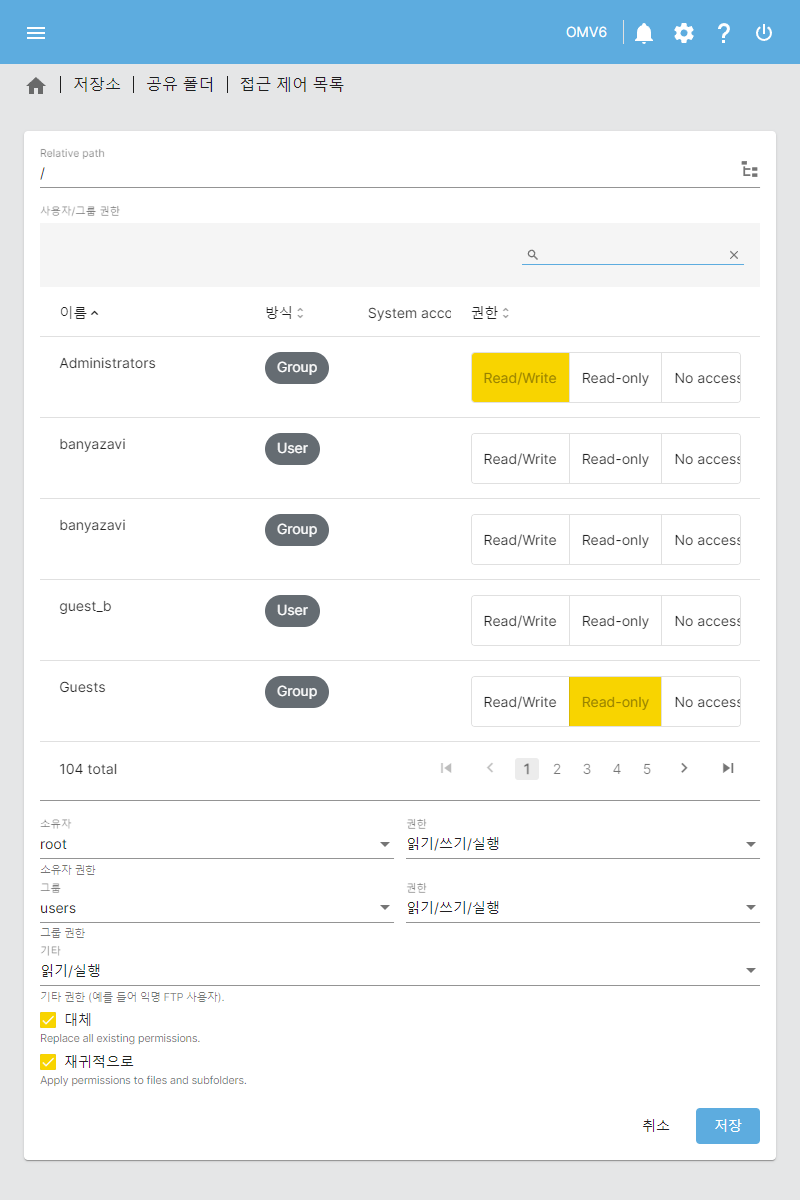 OMV6
저장소 | 공유 폴더 | 접근 제어 목록
Relative path
/
사용자/그룹 권한
이름 방식 System acco 권한
Administrators Group Read/Write Read-only No access
banyazavi User Read/Write Read-only No access
banyazavi Group Read/Write Read-only No access
guest_b User Read/Write Read-only No access
Guests Group Read/Write Read-only No access
104 total 1 2 3 4 5
소유자 권한
root 읽기/쓰기/실행
소유자 권한
그룹 권한
users 읽기/쓰기/실행
그룹 권한
기타
읽기/실행
기타 권한 (예를 들어 익명 FTP 사용자).
대체
Replace all existing permissions.
재귀적으로
Apply permissions to files and subfolders.
취소 저장